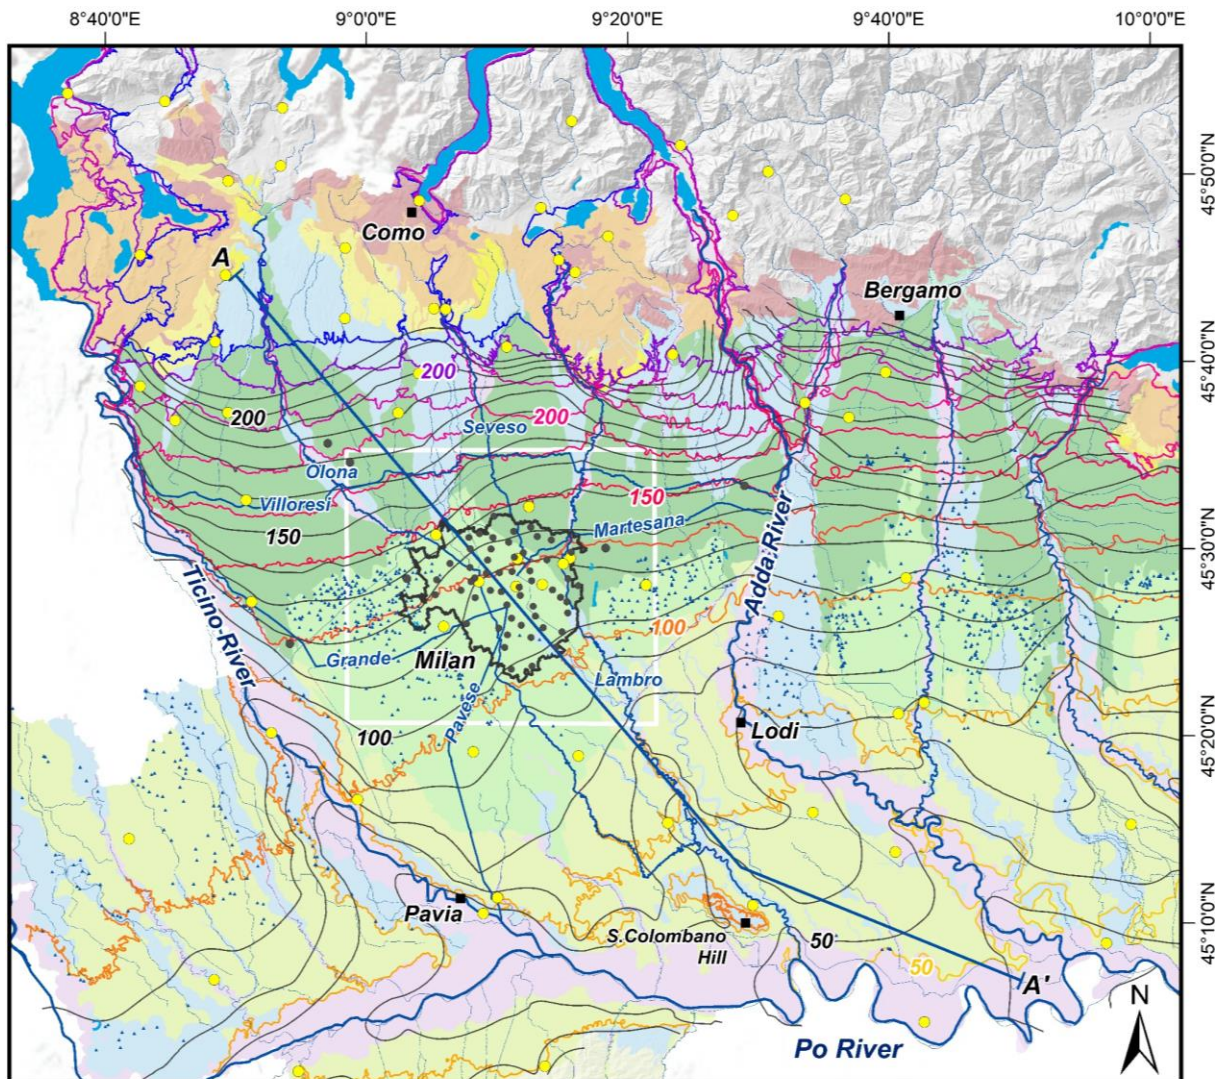 8°40'0"E
9°0'0"E
9°20'0"E
9°40'0"E
10°0'0"E
45°50'0"N
Como
A
Bergamo
45°40'0"N
200
200
200
Seveso
Olona
Villoresi
150
150
Martesana
45°30'0"N
Ticino River
Adda River
100
Grande
Milan
Lambro
Pavese
100
Lodi
45°20'0"N
Pavia
S.Colombano
Hill
50
50
45°10'0"N
A'
N
Po River